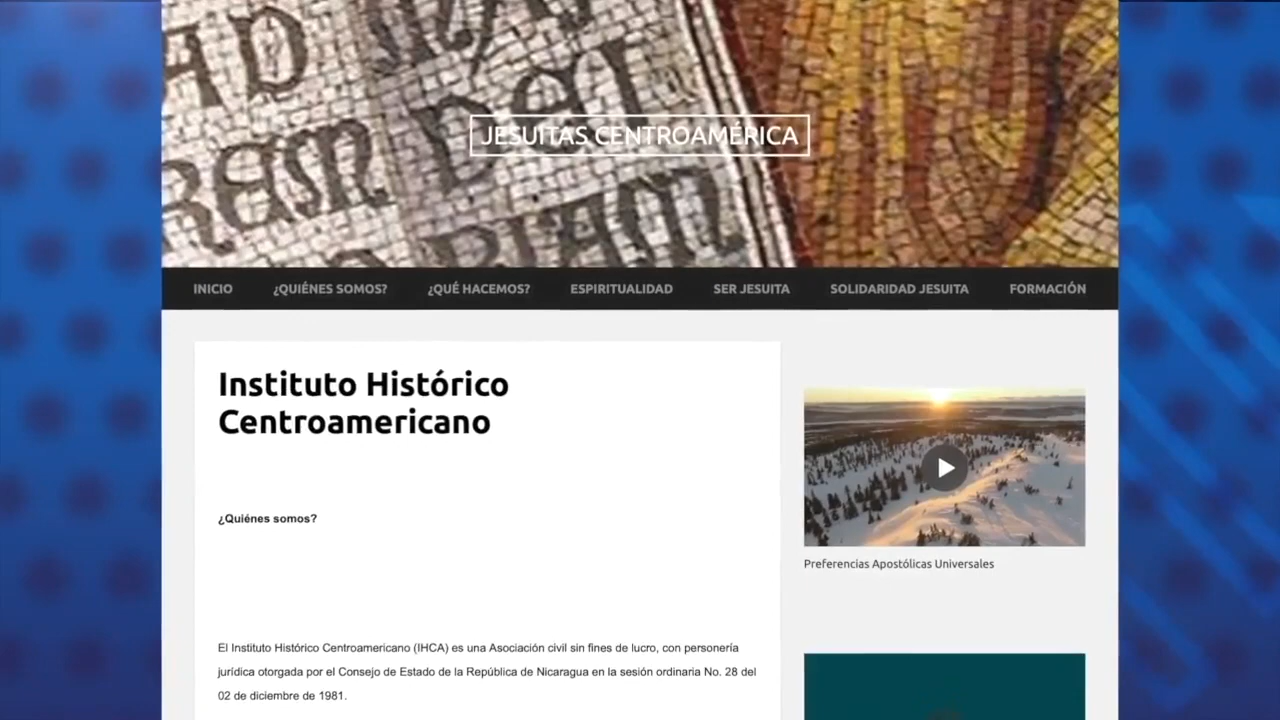 JESUITAS CENTROAMÉRICA
INICIO ¿QUIÉNES SOMOS? ¿QUÉ HACEMOS? ESPIRITUALIDAD SER JESUITA SOLIDARIDAD JESUITA FORMACIÓN
Instituto Histórico
Centroamericano
¿Quiénes somos?
El Instituto Histórico Centroamericano (IHCA) es una Asociación civil sin fines de lucro, con personería
jurídica otorgada por el Consejo de Estado de la República de Nicaragua en la sesión ordinaria No. 28 del
02 de diciembre de 1981.
Preferencias Apostólicas Universales